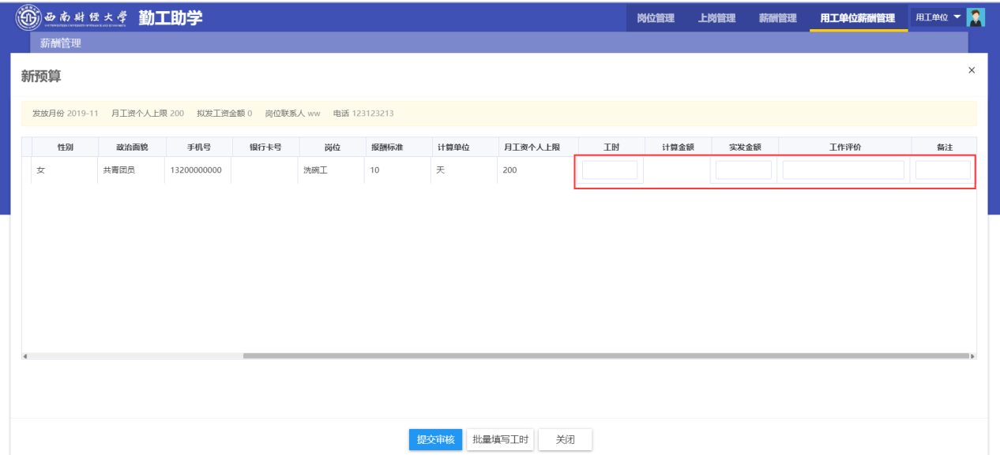 西南财经大学 勤工助学 岗位管理 上岗管理 薪酬管理 用工单位薪酬管理 用工单位
薪酬管理
新预算 ×
发放月份 2019-11 月工资个人上限 200 拟发工资金额 0 岗位联系人 ww 电话 123123213
性别 政治面貌 手机号 银行卡号 岗位 报酬标准 计算单位 月工资个人上限 工时 计算金额 实发金额 工作评价 备注
女 共青团员 13200000000 洗碗工 10 天 200
提交审核 批量填写工时 关闭